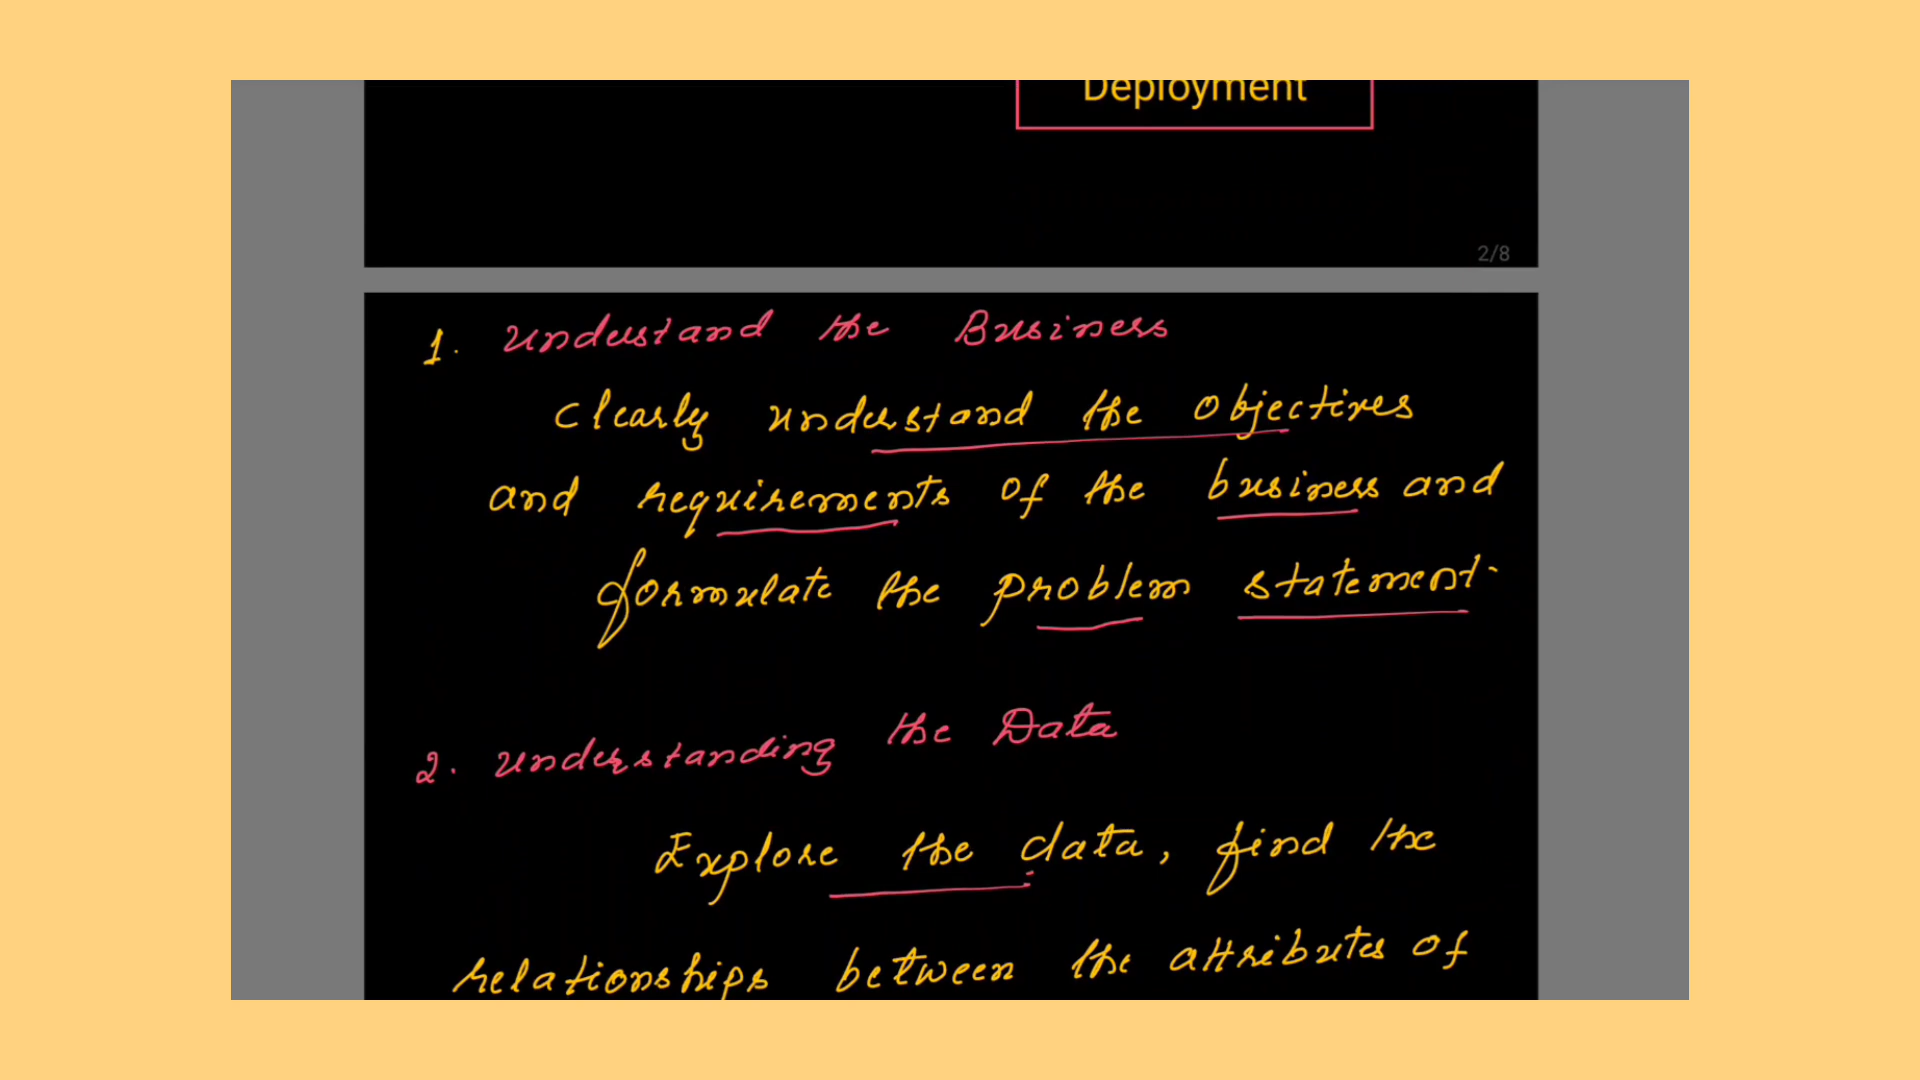 Deployment
2/8
1. Understand the Business
Clearly understand the objectives
and requirements of the business and
formulate the problem statement.
2. Understanding the Data
Explore the data, find the
relationships between the attributes of